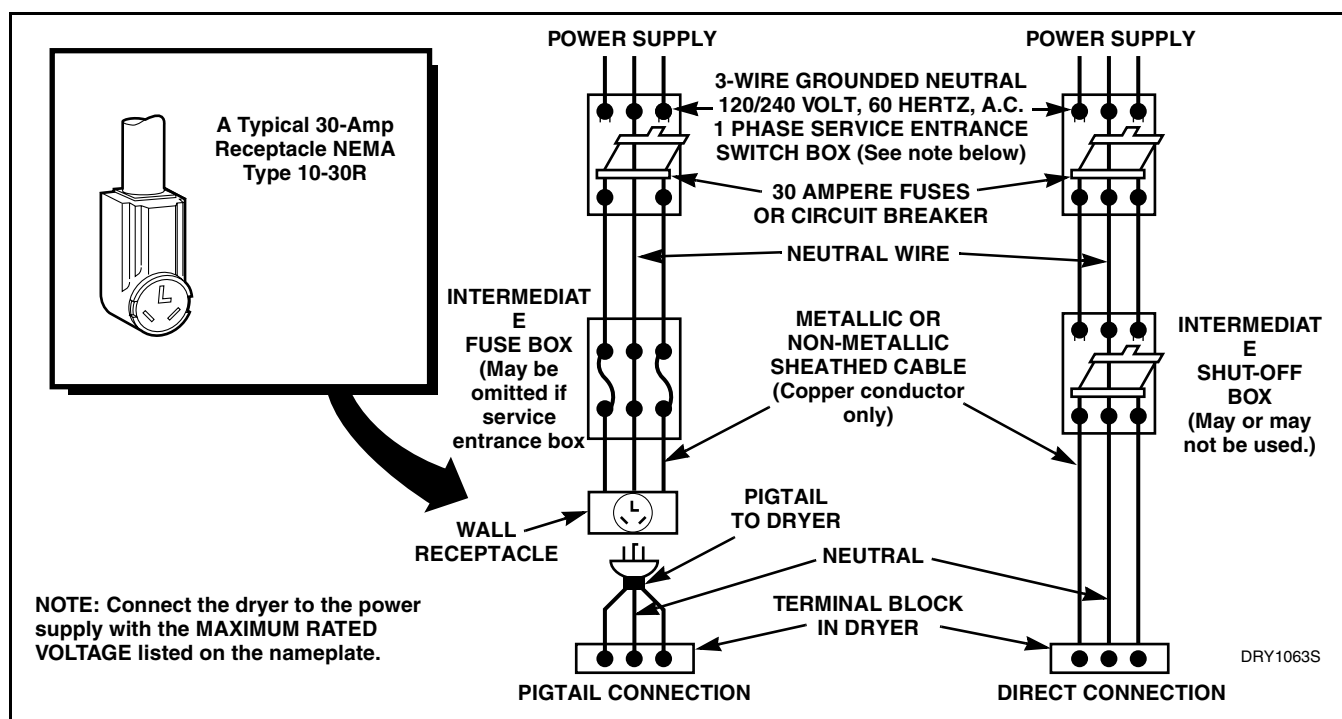 A Typical 30-Amp
Receptacle NEMA
Type 10-30R
POWER SUPPLY
POWER SUPPLY
3-WIRE GROUNDED NEUTRAL
120/240 VOLT, 60 HERTZ, A.C.
1 PHASE SERVICE ENTRANCE
SWITCH BOX (See note below)
30 AMPERE FUSES
OR CIRCUIT BREAKER
NEUTRAL WIRE
INTERMEDIAT
E
FUSE BOX
(May be
omitted if
service
entrance box
METALLIC OR
NON-METALLIC
SHEATHED CABLE
(Copper conductor
only)
INTERMEDIAT
E
SHUT-OFF
BOX
(May or may
not be used.)
WALL
RECEPTACLE
PIGTAIL
TO DRYER
NEUTRAL
TERMINAL BLOCK
IN DRYER
NOTE: Connect the dryer to the power
supply with the MAXIMUM RATED
VOLTAGE listed on the nameplate.
PIGTAIL CONNECTION
DIRECT CONNECTION
DRY1063S